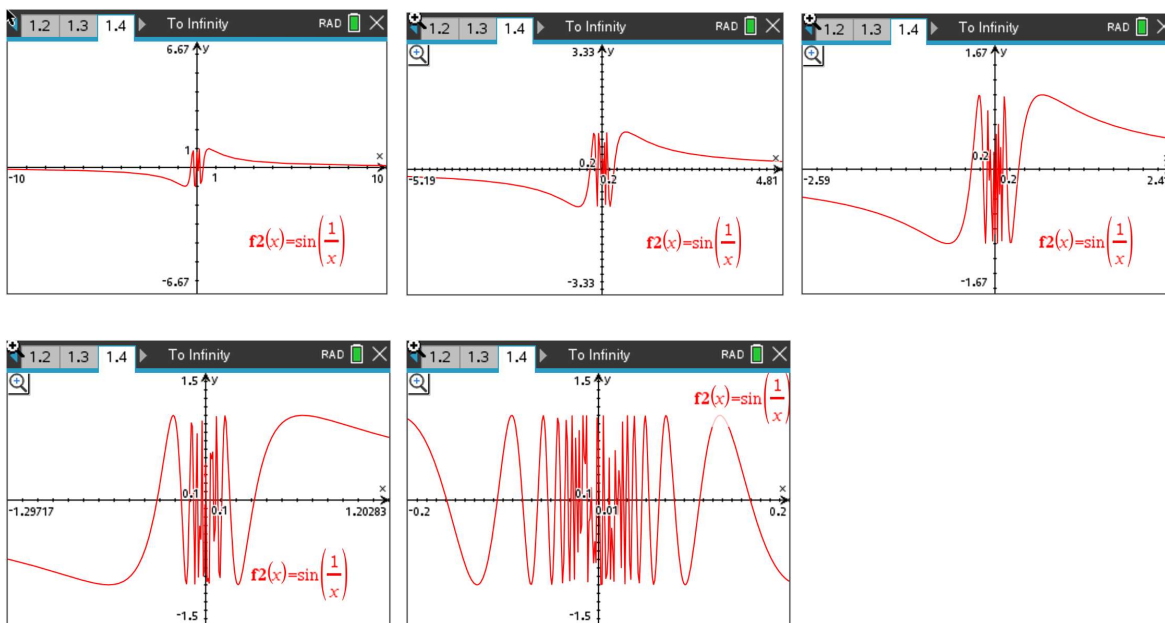 1.2 1.3 1.4 To Infinity RAD
6.67 y
1
x
-10 1 10
f2(x)=sin(1/x)
-6.67
1.2 1.3 1.4 To Infinity RAD
3.33 y
0.2 x
-5.19 0.2 4.81
f2(x)=sin(1/x)
-3.33
1.2 1.3 1.4 To Infinity RAD
1.67 y
0.2
-2.59 0.2 2.4
f2(x)=sin(1/x)
-1.67
1.2 1.3 1.4 To Infinity RAD
1.5 y
0.1 x
-1.29717 0.1 1.20283
f2(x)=sin(1/x)
-1.5
1.2 1.3 1.4 To Infinity RAD
1.5 y
f2(x)=sin(1/x)
0.1 x
-0.2 0.01 0.2
-1.5